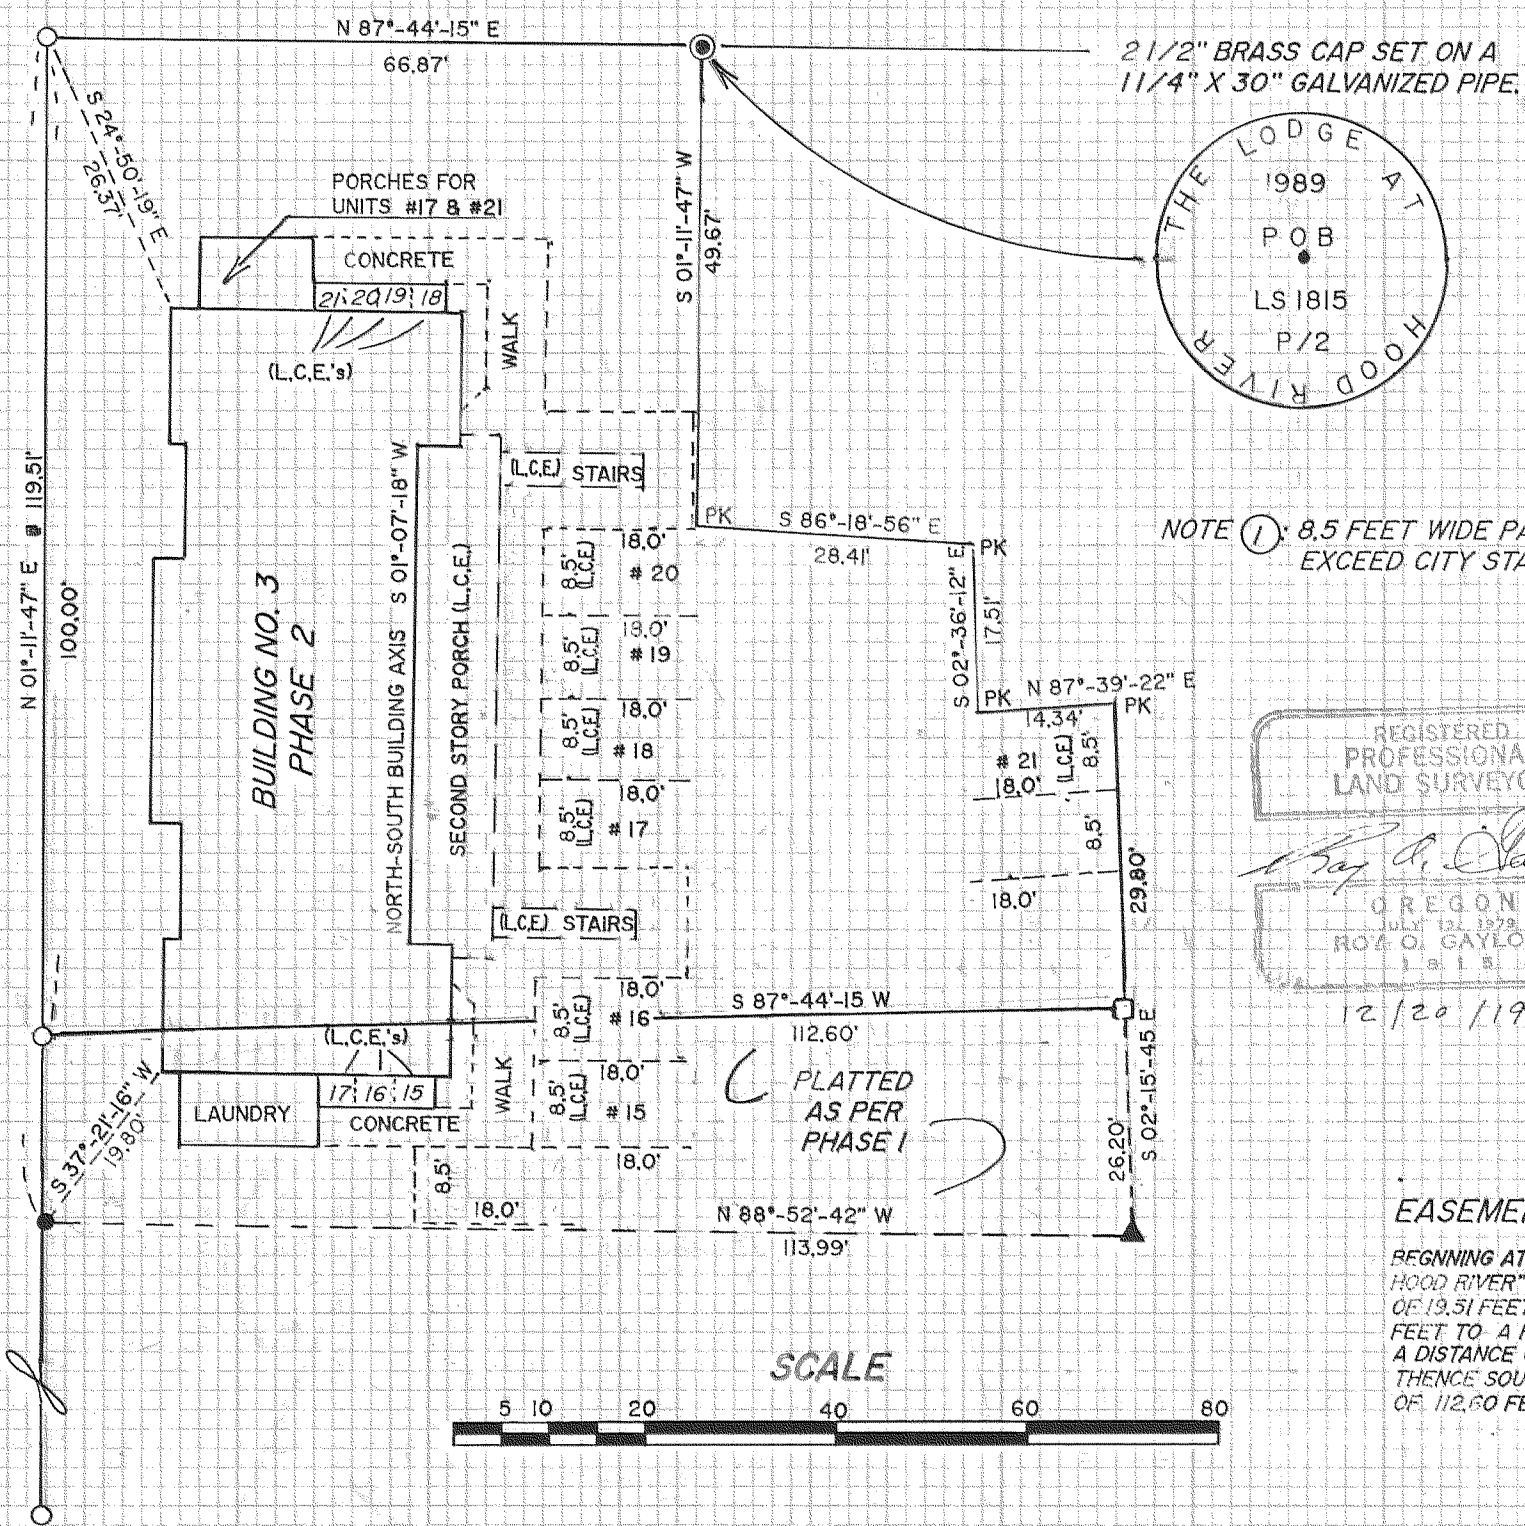 N 87°-44'-15" E
66.87'
2 1/2" BRASS CAP SET ON A
1 1/4" X 30" GALVANIZED PIPE.
THE LODGE AT
HOOD RIVER
1989
P O B
LS 1815
P/2
S 24°-50'-19" E
26.37'
PORCHES FOR
UNITS #17 & #21
CONCRETE
21 20 19 18
(L.C.E.'s)
WALK
S 01°-11'-47" W
49.67'
N 01°-11'-47" E @ 119.51'
100.00'
BUILDING NO. 3
PHASE 2
NORTH-SOUTH BUILDING AXIS S 01°-07'-18" W
SECOND STORY PORCH (L.C.E.)
(L.C.E.) STAIRS
PK
S 86°-18'-56" E
28.41'
PK
NOTE 1: 8.5 FEET WIDE
EXCEED CITY
18.0'
8.5'
(L.C.E.)
# 20
18.0'
8.5'
(L.C.E.)
# 19
18.0'
8.5'
(L.C.E.)
# 18
18.0'
8.5'
(L.C.E.)
# 17
S 02°-36'-12" E
17.51'
PK
N 87°-39'-22" E
14.34'
PK
# 21
18.0'
(L.C.E.)
8.5'
8.5'
18.0'
29.80'
REGISTERED
PROFESSIONA
LAND SURVEYO
OREGON
JULY 13, 1979
ROY O. GAYLO
1815
12/20/19
(L.C.E.) STAIRS
18.0'
8.5'
(L.C.E.)
# 16
S 87°-44'-15 W
112.60'
(L.C.E.'s)
17 16 15
LAUNDRY
CONCRETE
WALK
18.0'
8.5'
(L.C.E.)
# 15
18.0'
PLATTED
AS PER
PHASE 1
S 02°-15'-45 E
26.20'
S 37°-21'-16" W
19.80'
8.5'
18.0'
N 88°-52'-42" W
113.99'
EASEME
BEGNNING AT
HOOD RIVER"
OF 19.51 FEET
FEET TO A
A DISTANCE
THENCE SOU
OF 112.60 FE
SCALE
5 10 20 40 60 80